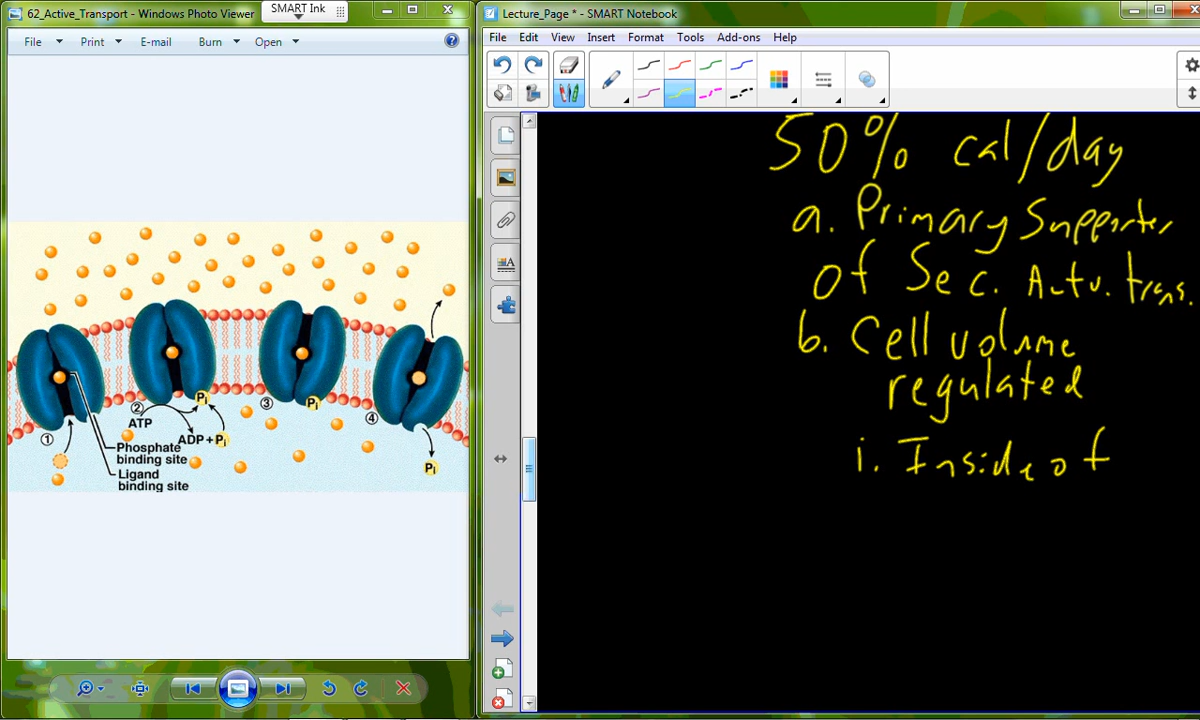 62_Active_Transport - Windows Photo Viewer
SMART Ink
File Print E-mail Burn Open
①
②
ATP
ADP + Pi
Pi
③
Pi
④
Pi
Phosphate
binding site
Ligand
binding site
Lecture_Page * - SMART Notebook
File Edit View Insert Format Tools Add-ons Help
50% cal/day
a. Primary Supporter
of Sec. Activ. trans.
b. Cell volume
regulated
i. Inside of